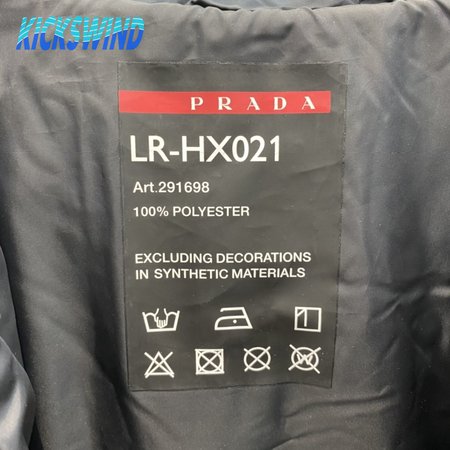 KICKSWIND
PRADA
LR-HX021
Art.291698
100% POLYESTER
EXCLUDING DECORATIONS
IN SYNTHETIC MATERIALS